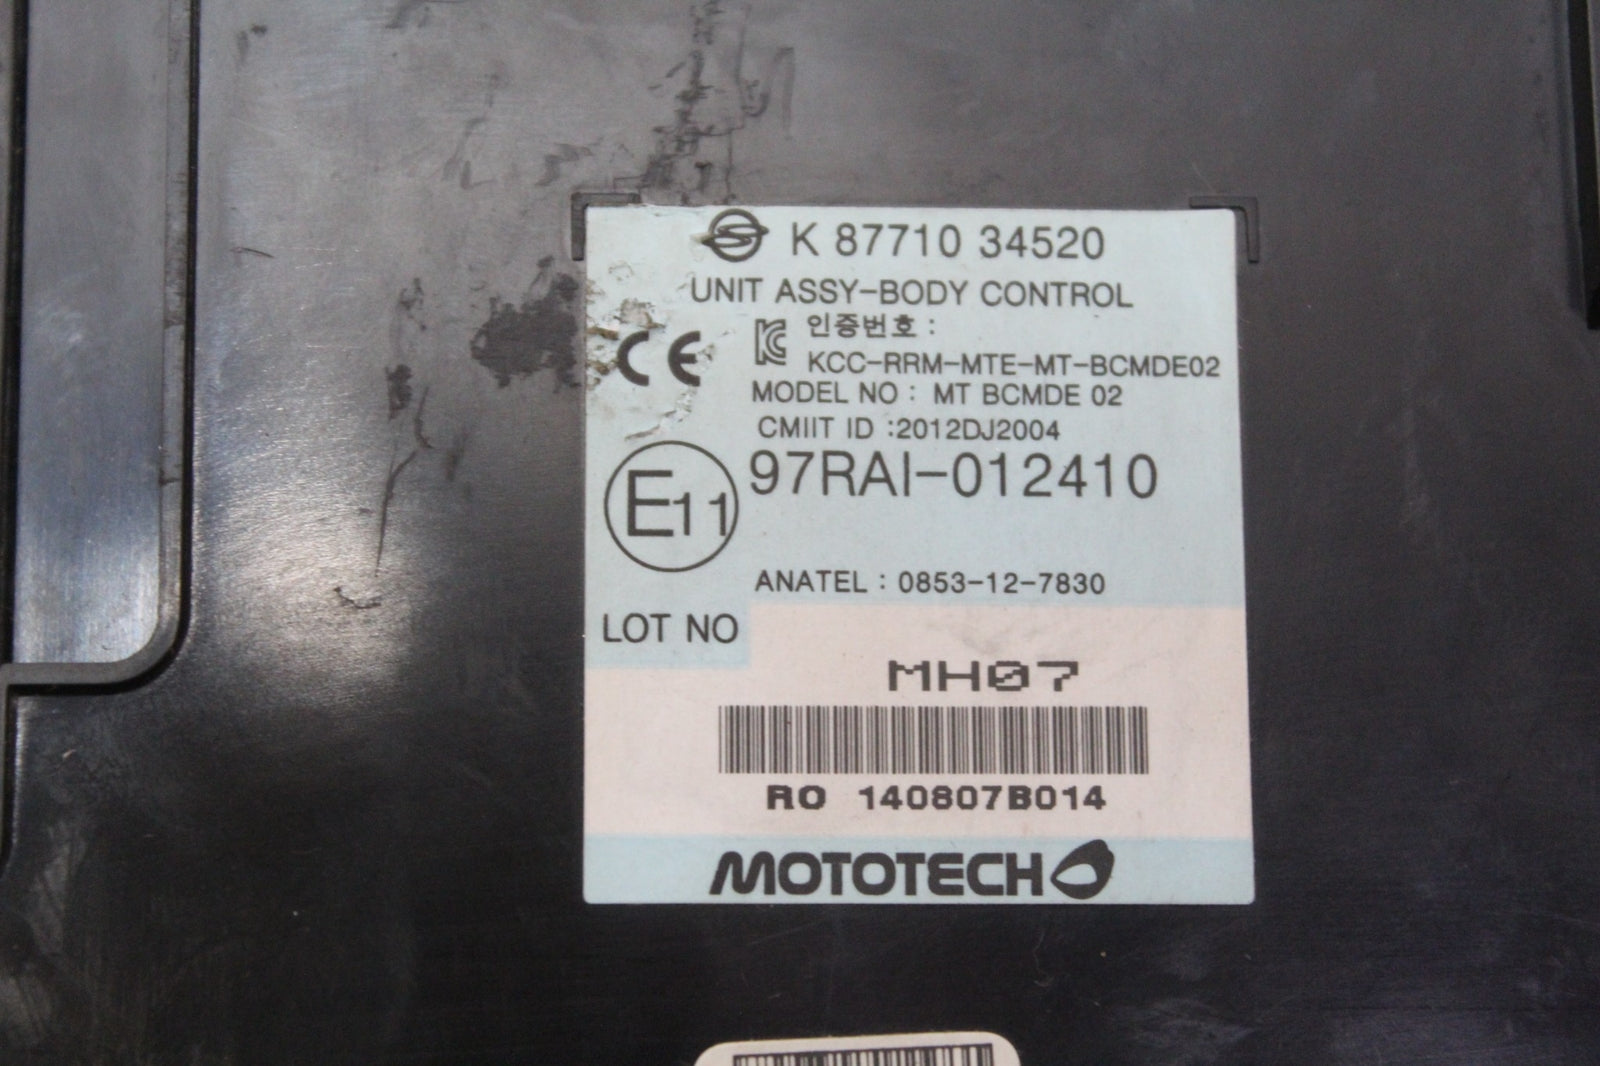 K 87710 34520
UNIT ASSY-BODY CONTROL
인증번호 :
KCC-RRM-MTE-MT-BCMDE02
CE
MODEL NO : MT BCMDE 02
CMIIT ID :2012DJ2004
E11
97RAI-012410
ANATEL : 0853-12-7830
LOT NO
MH07
RO 140807B014
MOTOTECH